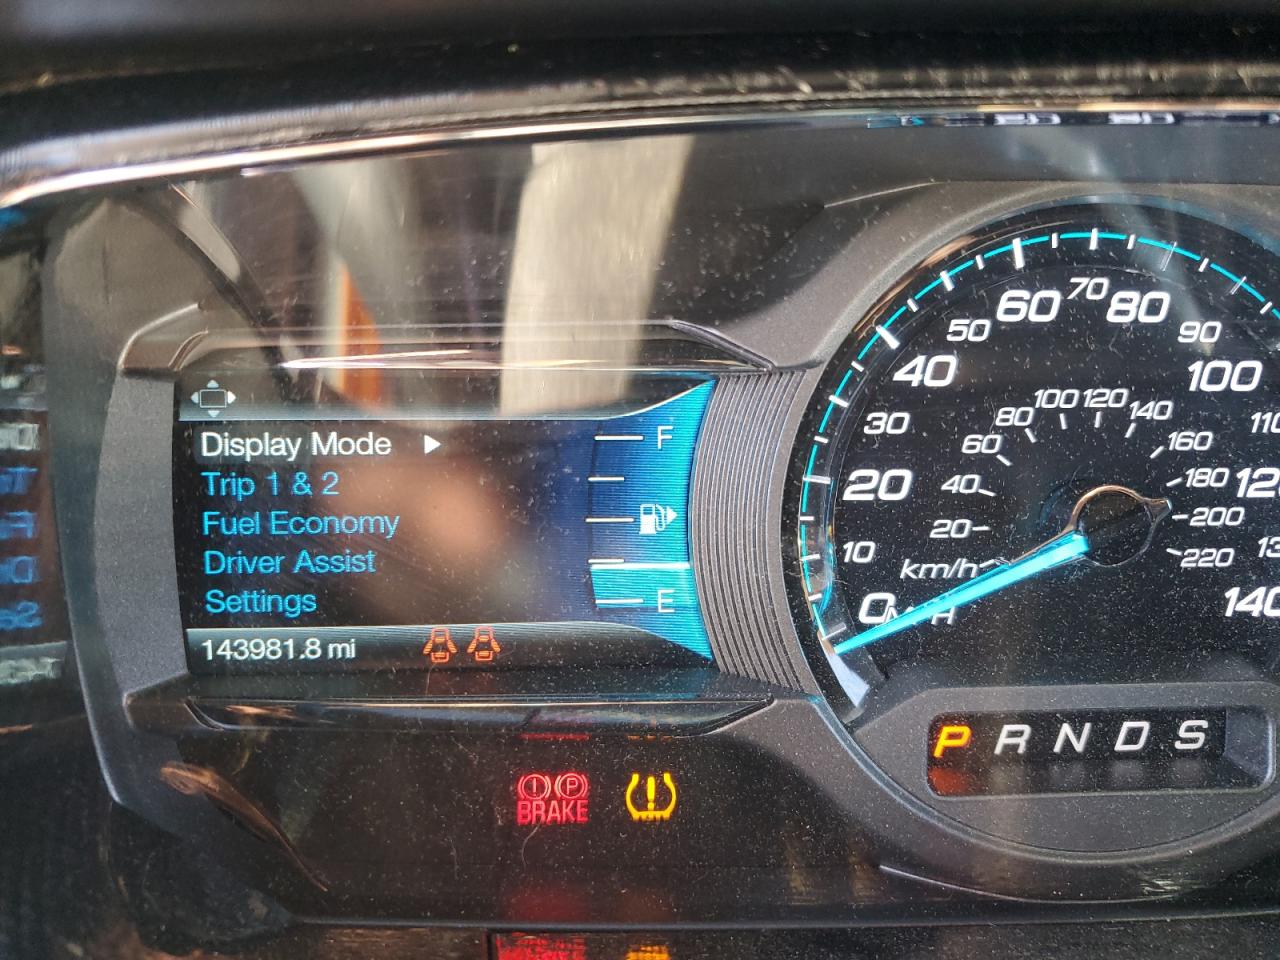 Display Mode
Trip 1 & 2
Fuel Economy
Driver Assist
Settings
143981.8 mi
F
E
0 10 20 30 40 50 60 70 80 90 100
140
20 40 60 80 100 120 140 160 180 200 220
km/h
P R N D S
P
BRAKE